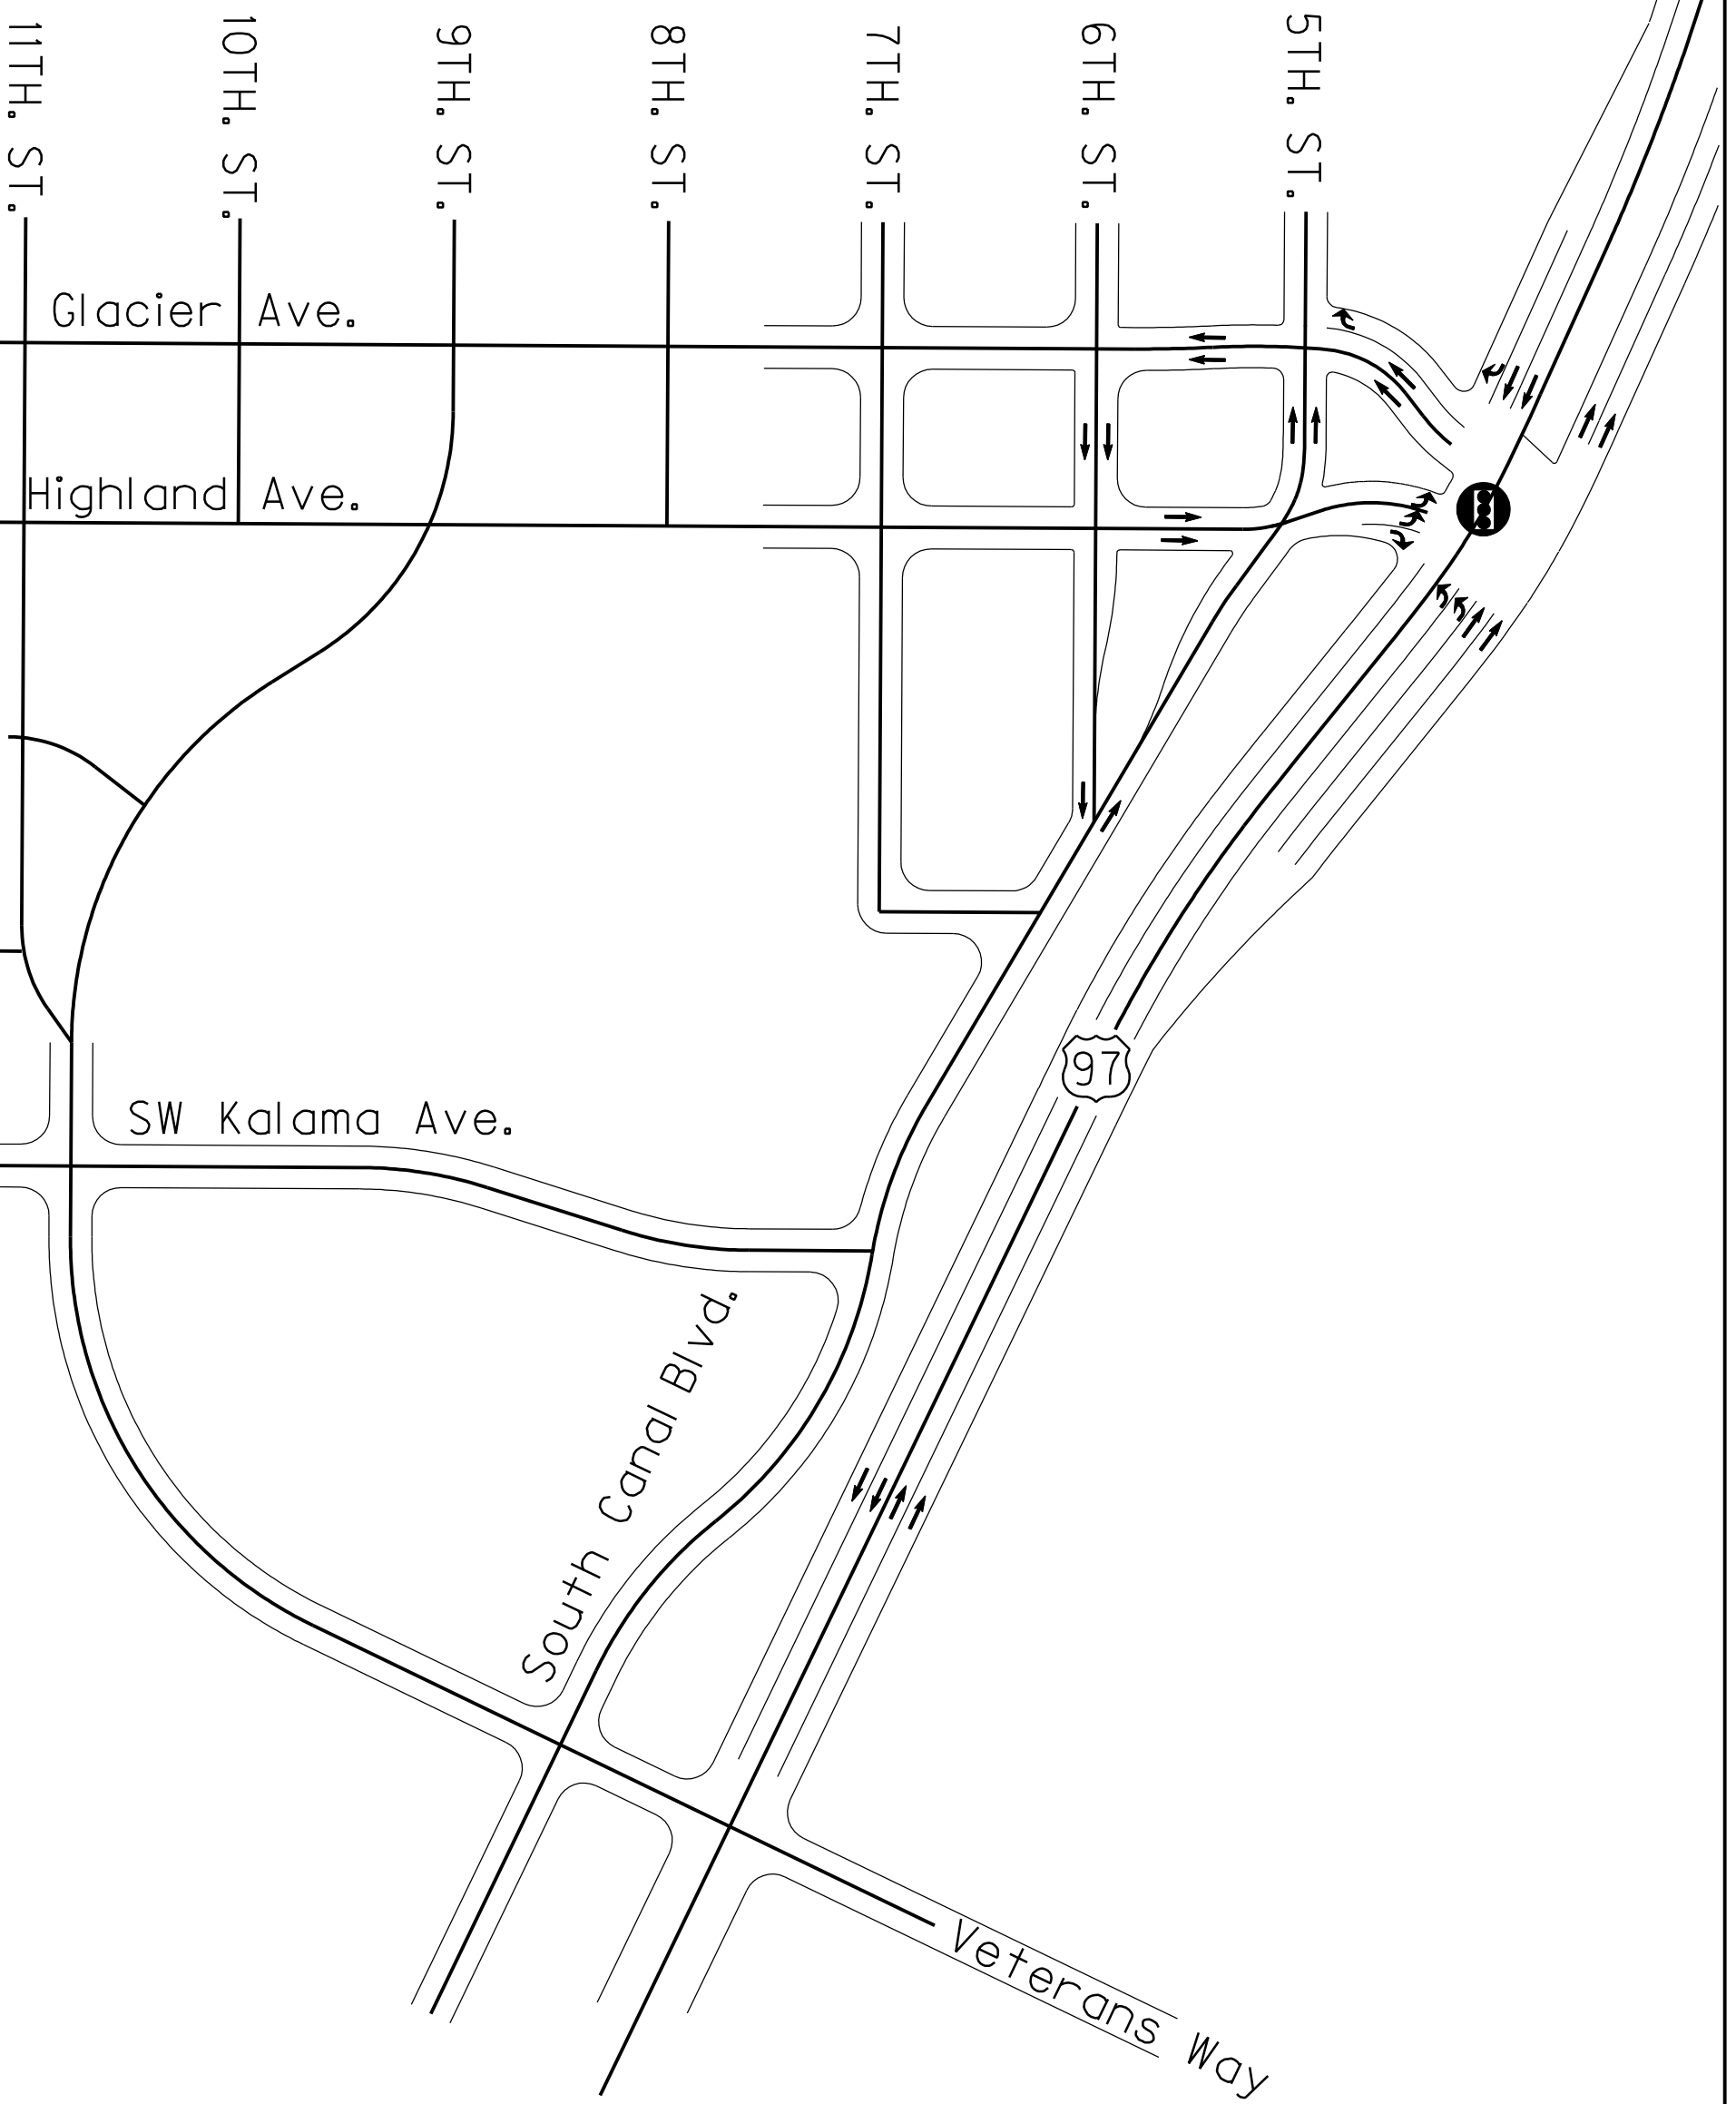 11TH. ST.
10TH. ST.
9TH. ST.
8TH. ST.
7TH. ST.
6TH. ST.
5TH. ST.
Glacier Ave.
Highland Ave.
97
SW Kalama Ave.
South Canal Blvd.
Veterans Way